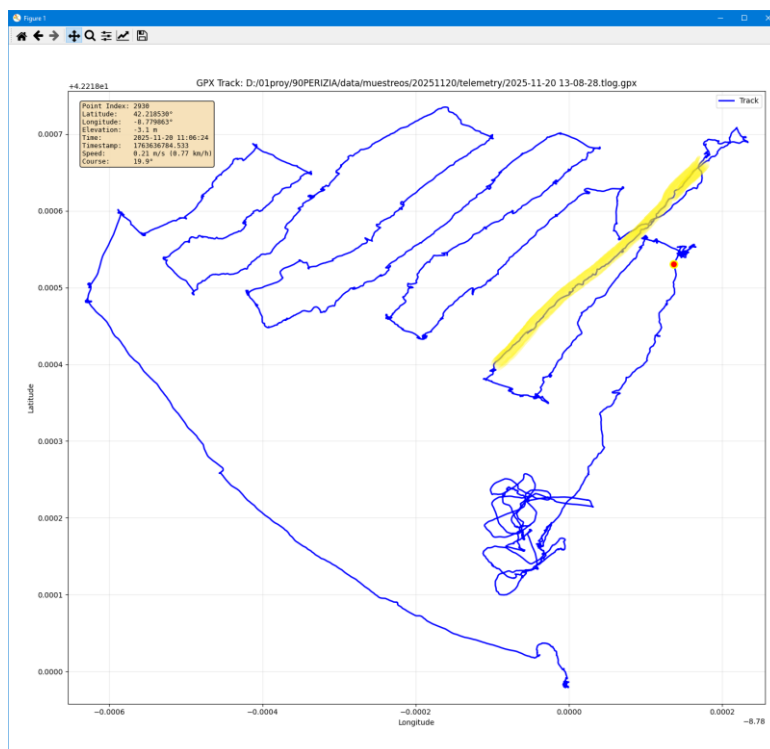 Figure 1
GPX Track: D:/01proy/90PERIZIA/data/muestreos/20251120/telemetry/2025-11-20 13-08-28.tlog.gpx
+4.2218e1
Point Index: 2930
Latitude: 42.218530°
Longitude: -8.779863°
Elevation: -3.1 m
Time: 2025-11-20 11:06:24
Timestamp: 1763636784.533
Speed: 0.21 m/s (0.77 km/h)
Course: 19.9°
Track
0.0007
0.0006
0.0005
0.0004
0.0003
0.0002
0.0001
0.0000
Latitude
−0.0006
−0.0004
−0.0002
0.0000
0.0002
Longitude
−8.78